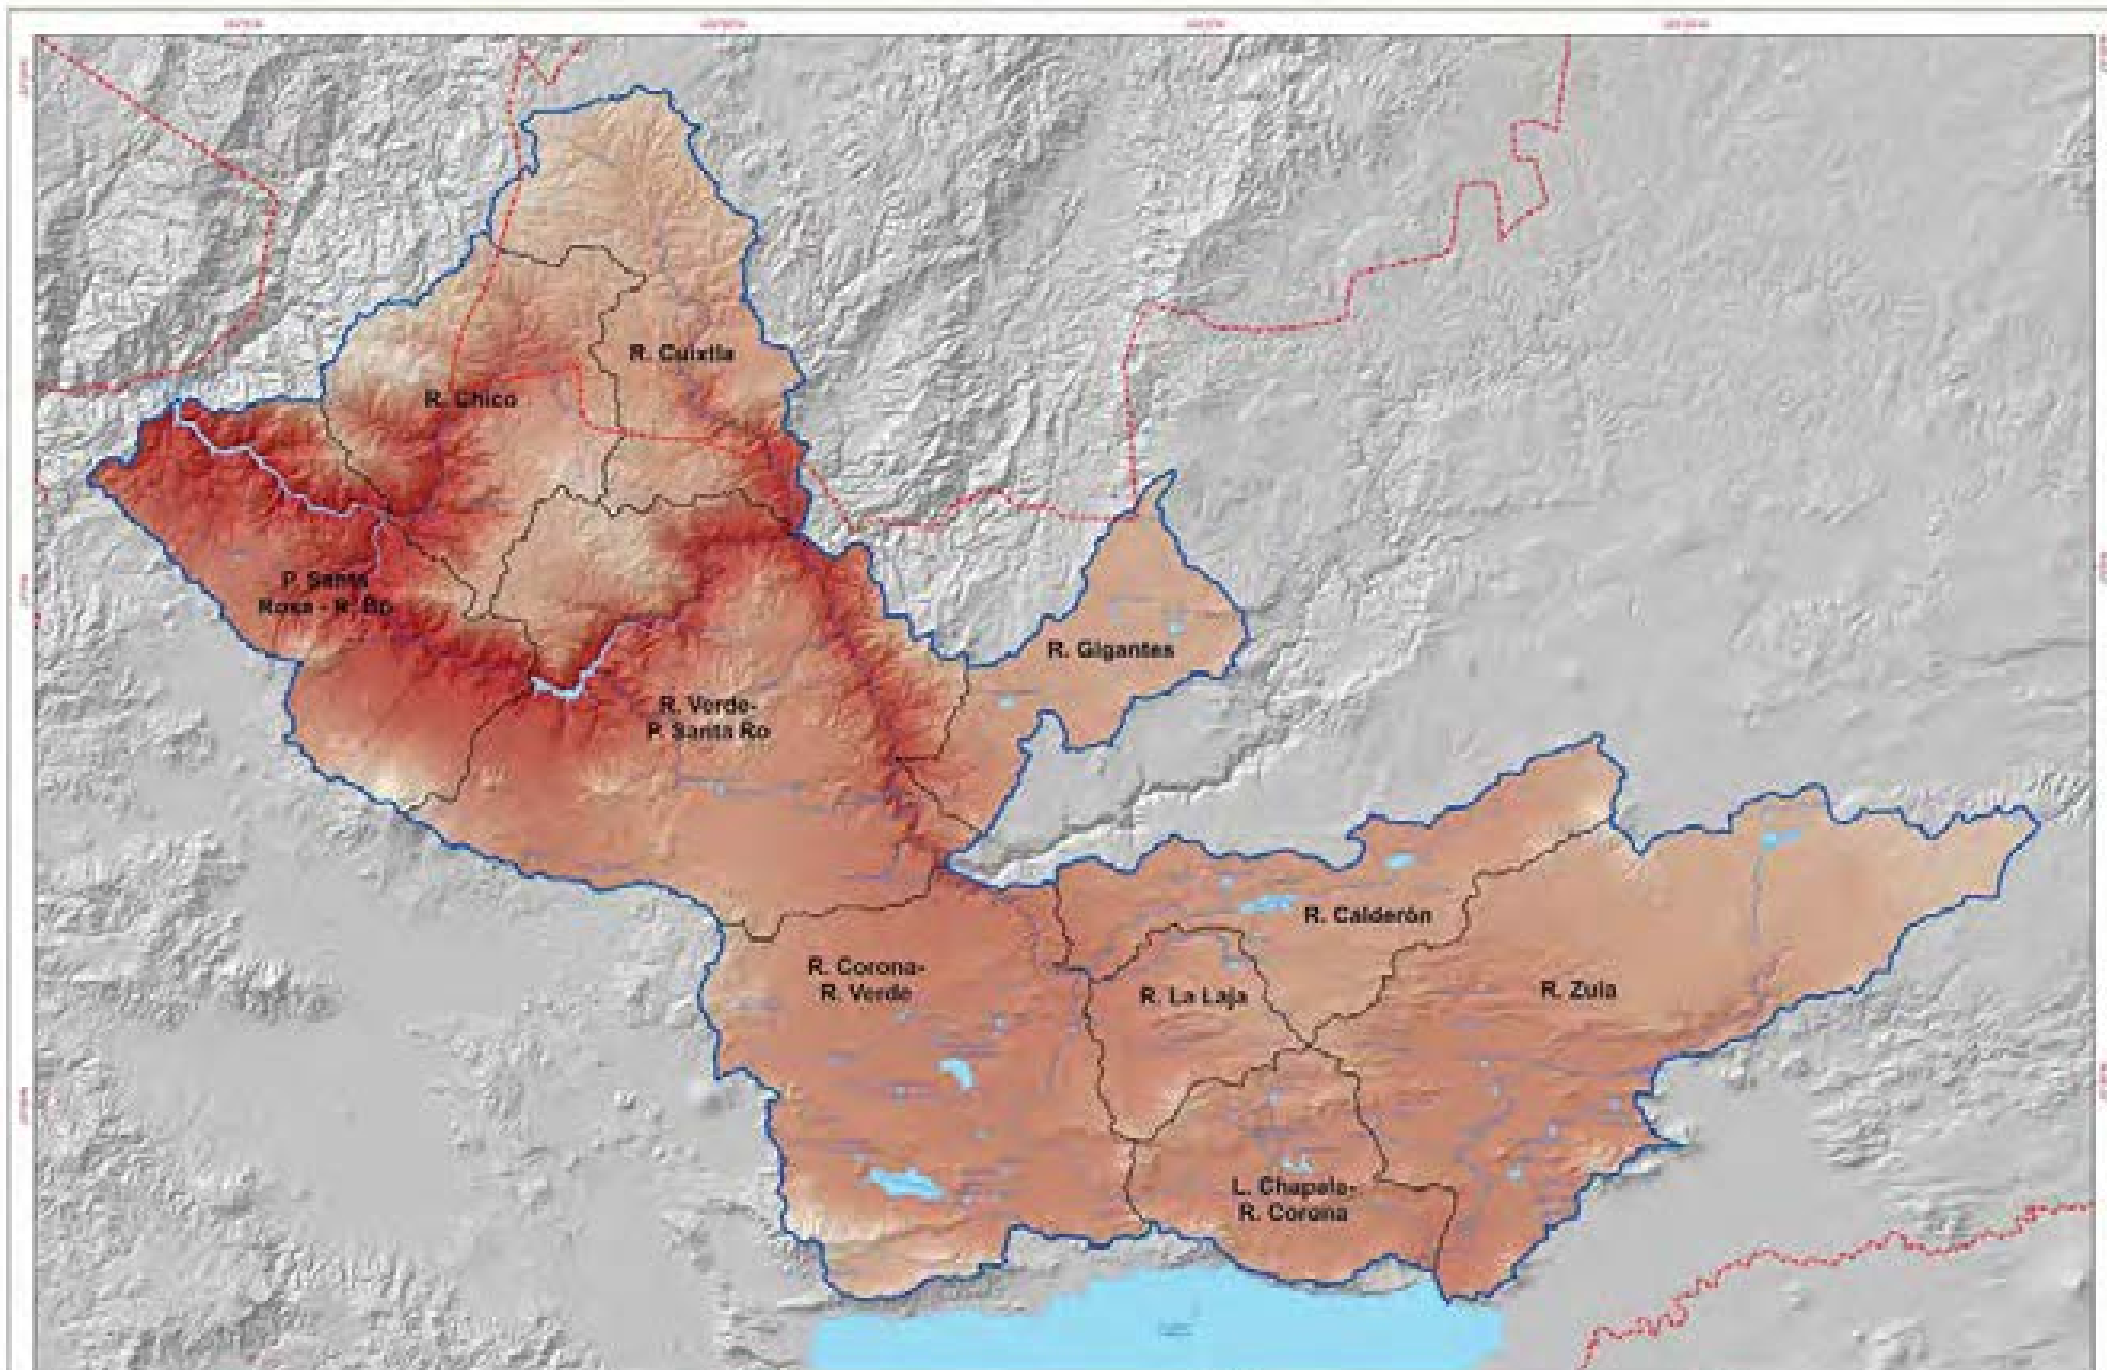 R. Cuixtla
R. Chico
P. Santa
Rosa - R. Bo
R. Gigantes
R. Verde-
P. Santa Ro
R. Calderón
R. Corona-
R. Verde
R. La Laja
R. Zula
L. Chapala-
R. Corona